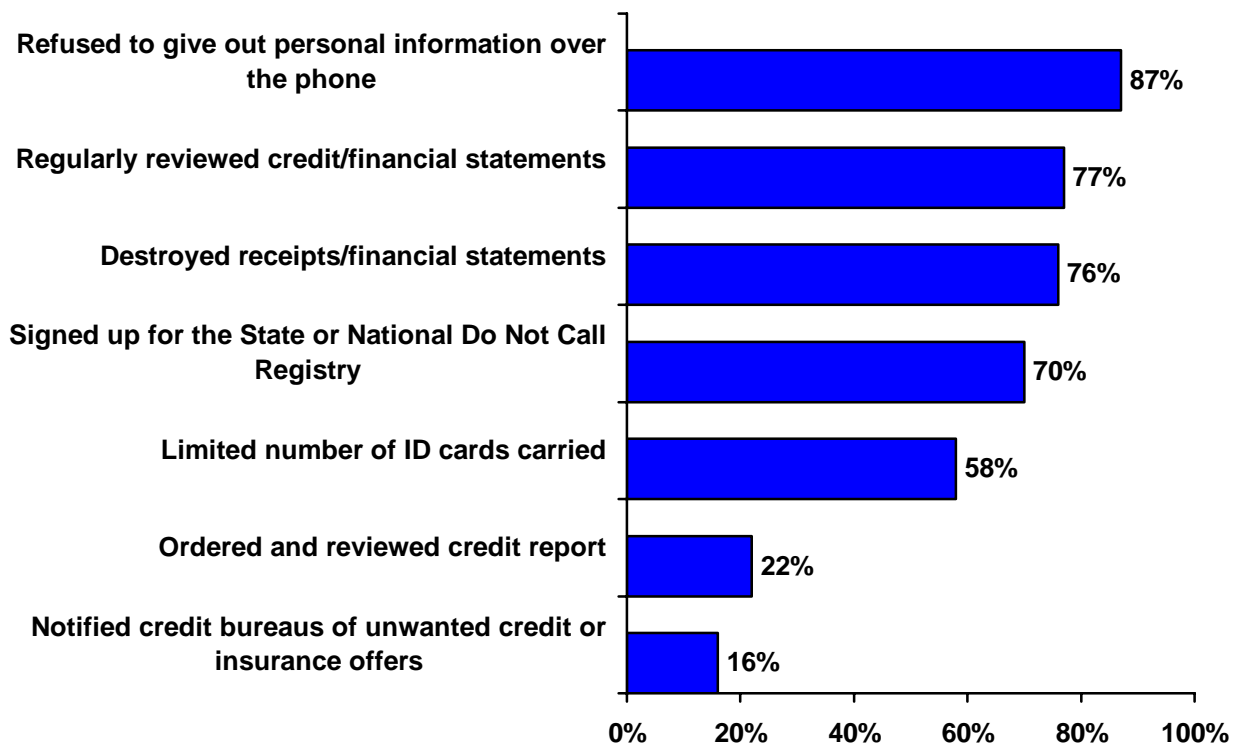 Refused to give out personal information over
the phone
87%
Regularly reviewed credit/financial statements
77%
Destroyed receipts/financial statements
76%
Signed up for the State or National Do Not Call
Registry
70%
Limited number of ID cards carried
58%
Ordered and reviewed credit report
22%
Notified credit bureaus of unwanted credit or
insurance offers
16%
0% 20% 40% 60% 80% 100%